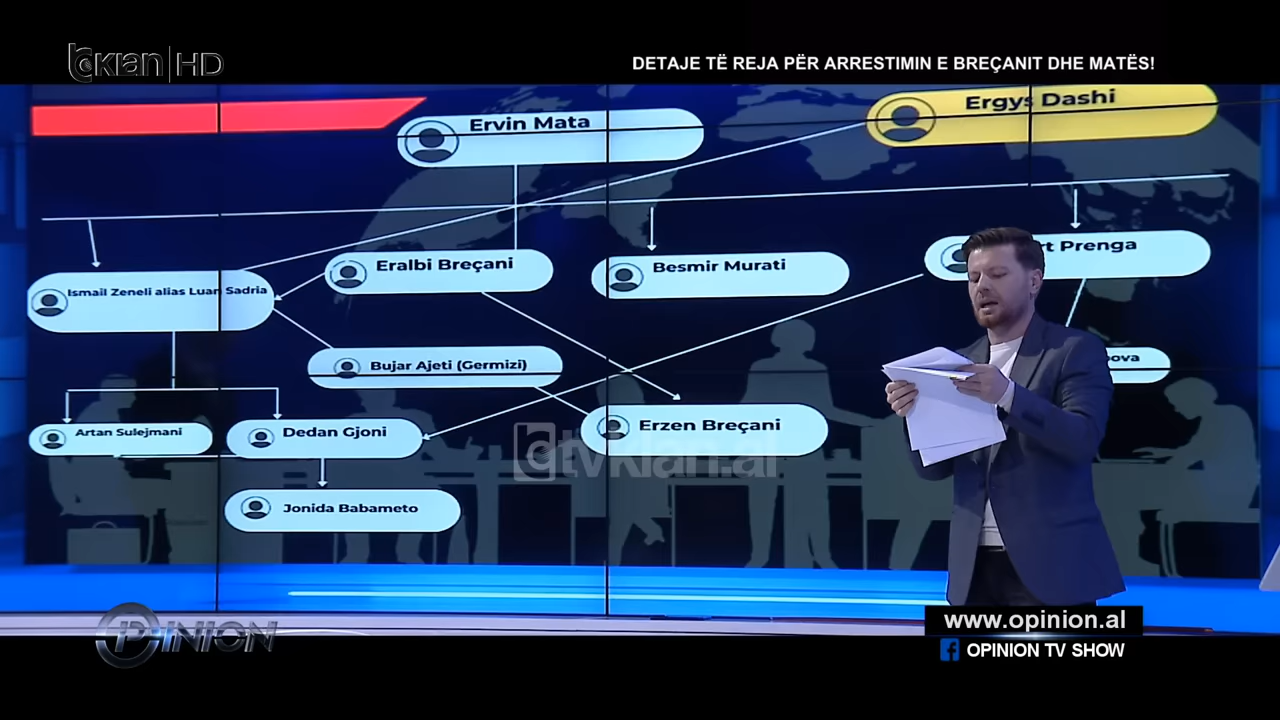 tvklan HD
DETAJE TË REJA PËR ARRESTIMIN E BREÇANIT DHE MATËS!
Ervin Mata
Ergys Dashi
Eralbi Breçani
Besmir Murati
Prenga
Ismail Zeneli alias Luan Sadria
Bujar Ajeti (Germizi)
Artan Sulejmani
Dedan Gjoni
Erzen Breçani
tvklan.al
Jonida Babameto
OPINION
www.opinion.al
OPINION TV SHOW